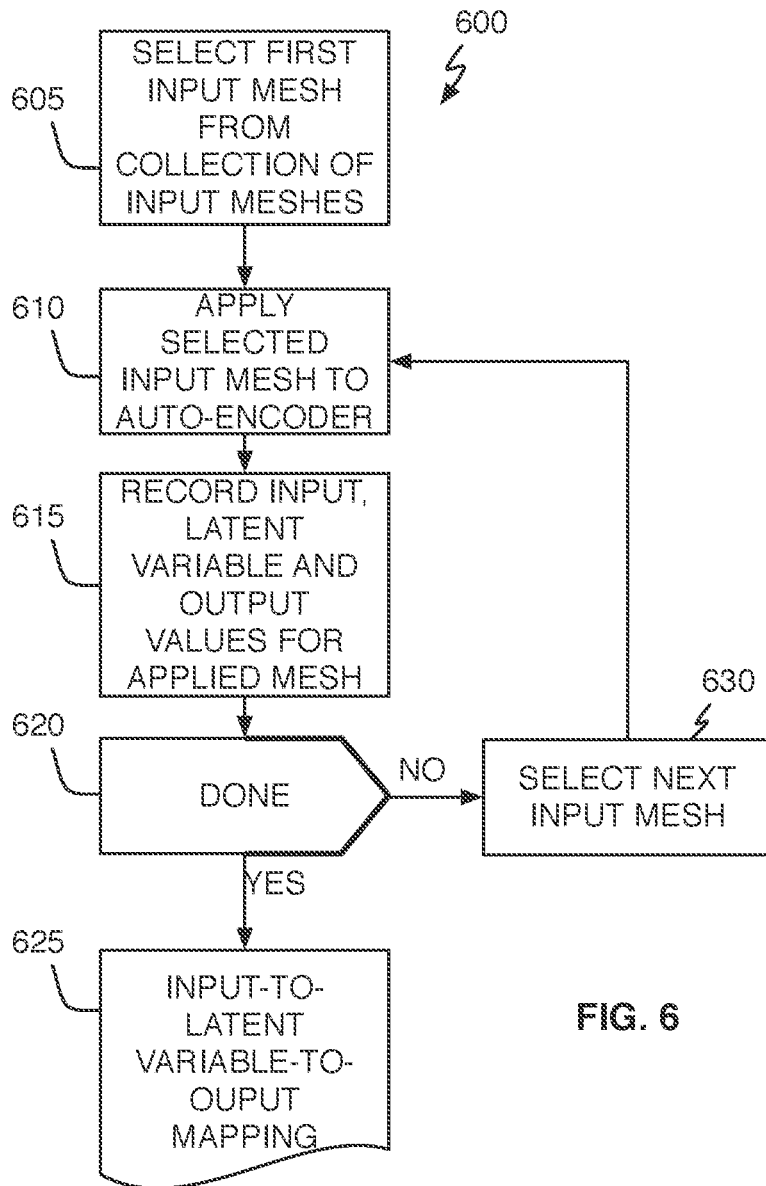 600
605
SELECT FIRST
INPUT MESH
FROM
COLLECTION OF
INPUT MESHES
610
APPLY
SELECTED
INPUT MESH TO
AUTO-ENCODER
615
RECORD INPUT,
LATENT
VARIABLE AND
OUTPUT
VALUES FOR
APPLIED MESH
620
DONE
NO
630
SELECT NEXT
INPUT MESH
YES
625
INPUT-TO-
LATENT
VARIABLE-TO-
OUPUT
MAPPING
FIG. 6